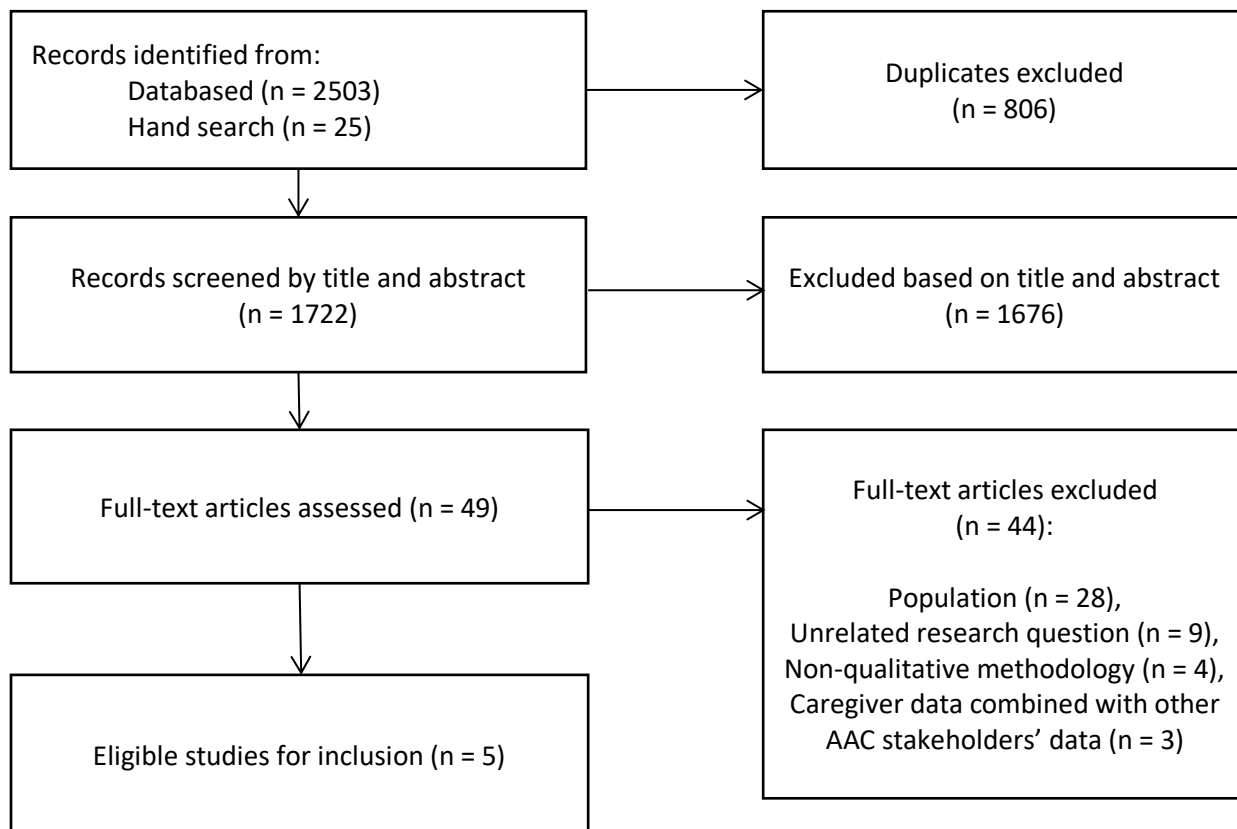 Records identified from:
Databased (n = 2503)
Hand search (n = 25)
Duplicates excluded
(n = 806)
Records screened by title and abstract
(n = 1722)
Excluded based on title and abstract
(n = 1676)
Full-text articles assessed (n = 49)
Full-text articles excluded
(n = 44):
Population (n = 28),
Unrelated research question (n = 9),
Non-qualitative methodology (n = 4),
Caregiver data combined with other
AAC stakeholders’ data (n = 3)
Eligible studies for inclusion (n = 5)